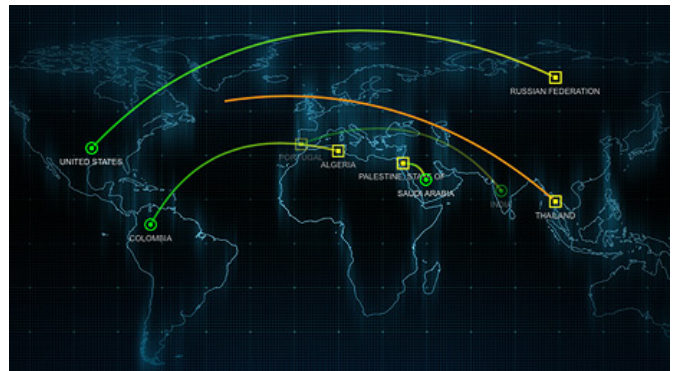 RUSSIAN FEDERATION
UNITED STATES
PORTUGAL
ALGERIA
PALESTINE, STATE OF
SAUDI ARABIA
INDIA
THAILAND
COLOMBIA